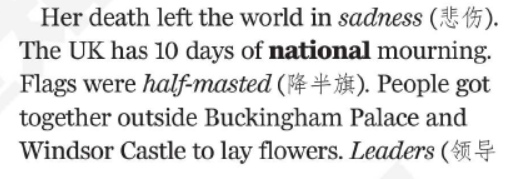 Her death left the world in sadness (悲伤).
The UK has 10 days of national mourning.
Flags were half-masted (降半旗). People got
together outside Buckingham Palace and
Windsor Castle to lay flowers. Leaders (领导